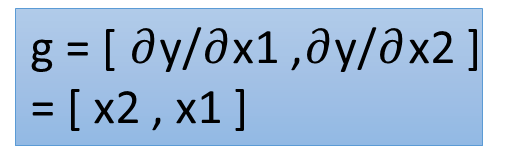 g = [ ∂y/∂x1 ,∂y/∂x2 ]
= [ x2 , x1 ]